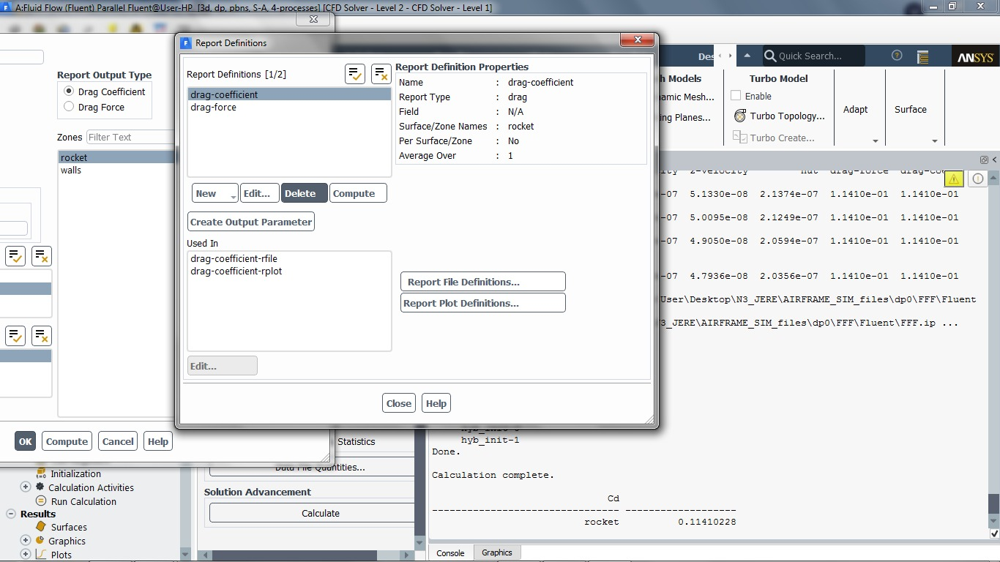 A:Fluid Flow (Fluent) Parallel Fluent@User-HP [3d, dp, pbns, S-A, 4-processes] [CFD Solver - Level 2 - CFD Solver - Level 1]
Report Output Type
Drag Coefficient
Drag Force
Zones Filter Text
rocket
walls
OK Compute Cancel Help
Report Definitions
Report Definitions [1/2]
drag-coefficient
drag-force
New Edit... Delete Compute
Create Output Parameter
Used In
drag-coefficient-rfile
drag-coefficient-rplot
Edit...
Report Definition Properties
Name : drag-coefficient
Report Type : drag
Field : N/A
Surface/Zone Names : rocket
Per Surface/Zone : No
Average Over : 1
Report File Definitions...
Report Plot Definitions...
Close Help
Des
Quick Search...
ANSYS
h Models
amic Mesh...
ing Planes...
Turbo Model
Enable
Turbo Topology...
Turbo Create...
Adapt
Surface
ity z-velocity nut drag-force drag-co
-07 5.1330e-08 2.1374e-07 1.1410e-01 1.1410e-01
-07 5.0095e-08 2.1249e-07 1.1410e-01 1.1410e-01
-07 4.9050e-08 2.0594e-07 1.1410e-01 1.1410e-01
-07 4.7936e-08 2.0356e-07 1.1410e-01 1.1410e-01
User\Desktop\N3_JERE\AIRFRAME_SIM_files\dp0\FFF\Fluent
3_JERE\AIRFRAME_SIM_files\dp0\FFF\Fluent\FFF.ip ...
hyb_init-0
hyb_init-1
Done.
Calculation complete.
Cd
-------------------------------- -------------------
rocket 0.11410228
Console Graphics
Initialization
Calculation Activities
Run Calculation
Results
Surfaces
Graphics
Plots
Statistics
Data File Quantities...
Solution Advancement
Calculate